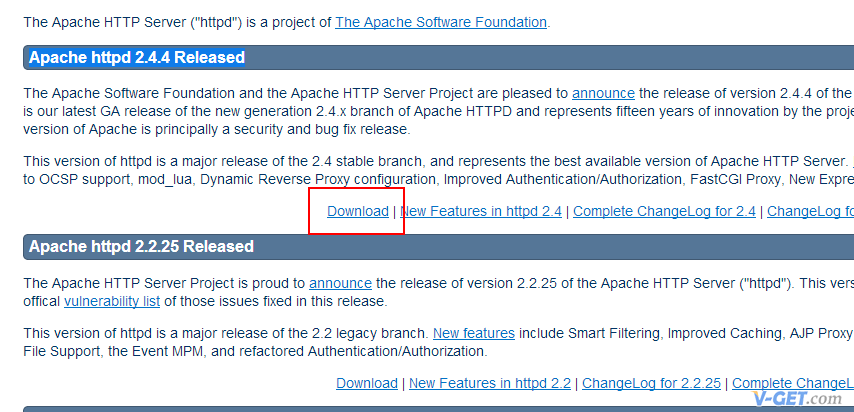 The Apache HTTP Server ("httpd") is a project of The Apache Software Foundation.
Apache httpd 2.4.4 Released
The Apache Software Foundation and the Apache HTTP Server Project are pleased to announce the release of version 2.4.4 of the
is our latest GA release of the new generation 2.4.x branch of Apache HTTPD and represents fifteen years of innovation by the proje
version of Apache is principally a security and bug fix release.
This version of httpd is a major release of the 2.4 stable branch, and represents the best available version of Apache HTTP Server.
to OCSP support, mod_lua, Dynamic Reverse Proxy configuration, Improved Authentication/Authorization, FastCGI Proxy, New Expre
Download | New Features in httpd 2.4 | Complete ChangeLog for 2.4 | ChangeLog fo
Apache httpd 2.2.25 Released
The Apache HTTP Server Project is proud to announce the release of version 2.2.25 of the Apache HTTP Server ("httpd"). This vers
offical vulnerability list of those issues fixed in this release.
This version of httpd is a major release of the 2.2 legacy branch. New features include Smart Filtering, Improved Caching, AJP Proxy
File Support, the Event MPM, and refactored Authentication/Authorization.
Download | New Features in httpd 2.2 | ChangeLog for 2.2.25 | Complete ChangeLo
V-GET.com